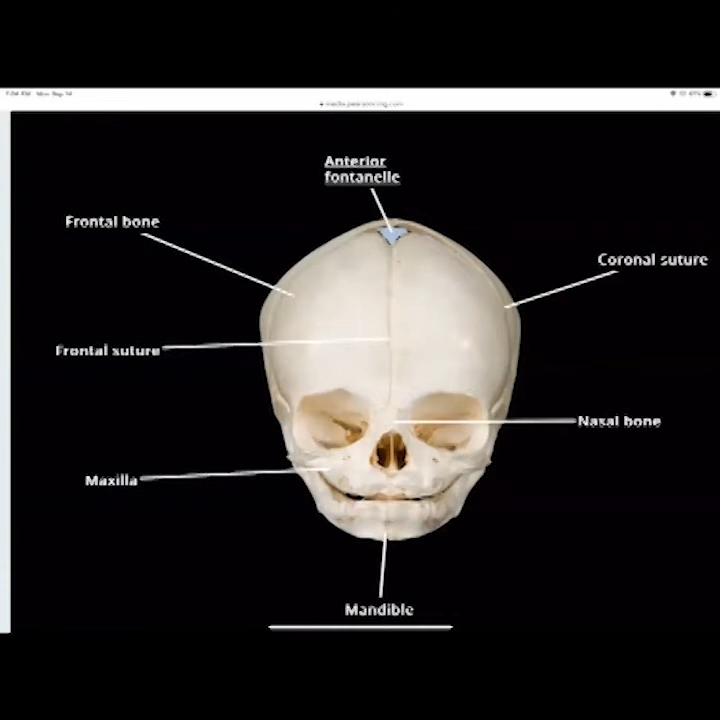 Anterior
fontanelle
Frontal bone
Coronal suture
Frontal suture
Nasal bone
Maxilla
Mandible